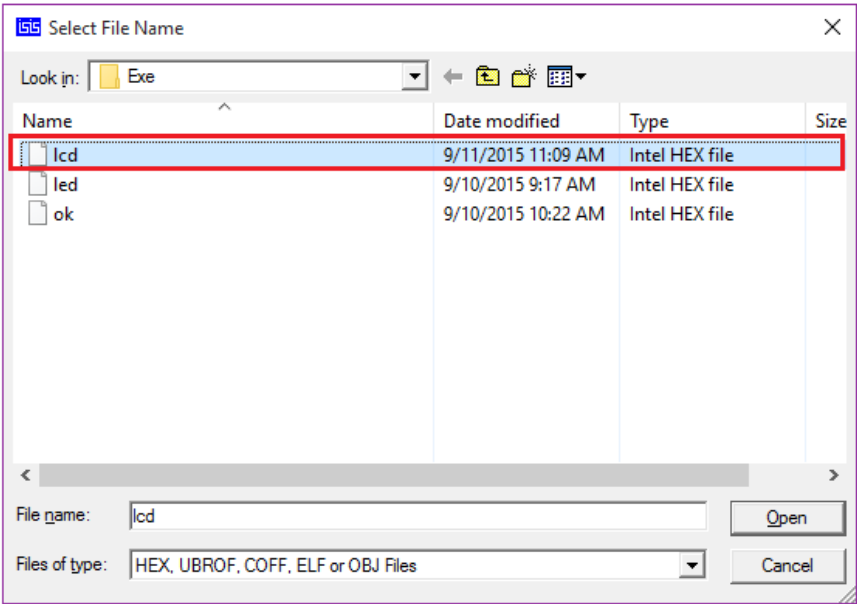 isis Select File Name
Look in: Exe
Name Date modified Type Size
lcd 9/11/2015 11:09 AM Intel HEX file
led 9/10/2015 9:17 AM Intel HEX file
ok 9/10/2015 10:22 AM Intel HEX file
File name: lcd Open
Files of type: HEX, UBROF, COFF, ELF or OBJ Files Cancel